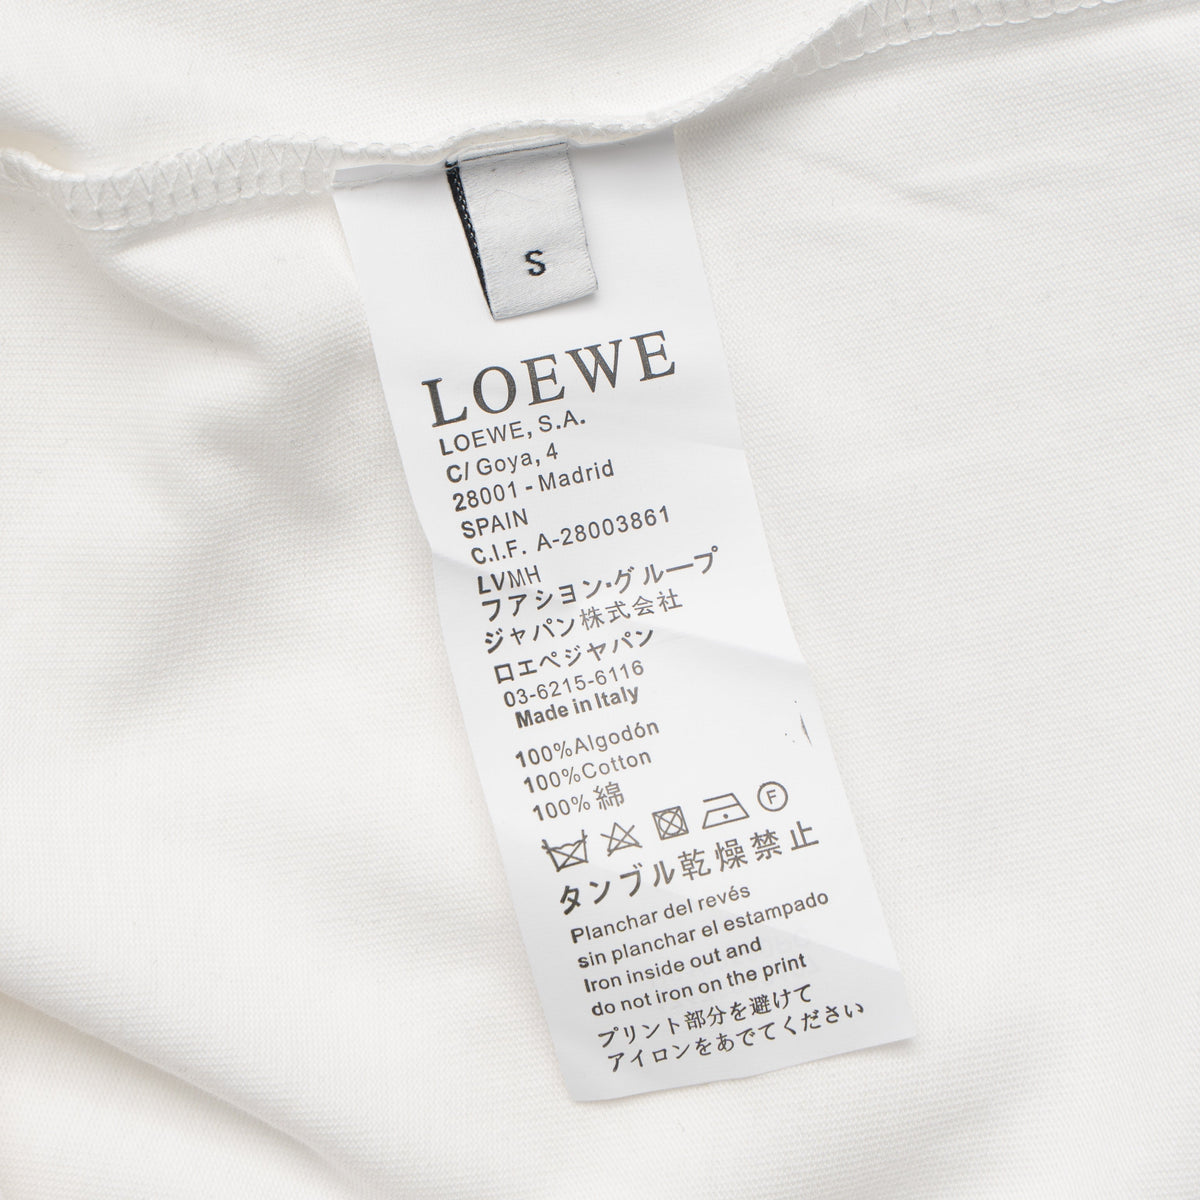 S
LOEWE
LOEWE, S.A.
C/ Goya, 4
28001 - Madrid
SPAIN
C.I.F. A-28003861
LVMH
フアション·グループ
ジャパン株式会社
ロエペジヤパン
03-6215-6116
Made in Italy
100%Algodón
100%Cotton
100%綿
F
タンブル乾燥禁止
Planchar del revés
sin planchar el estampado
Iron inside out and
do not iron on the print
プリント部分を避けて
アイロンをあでてください